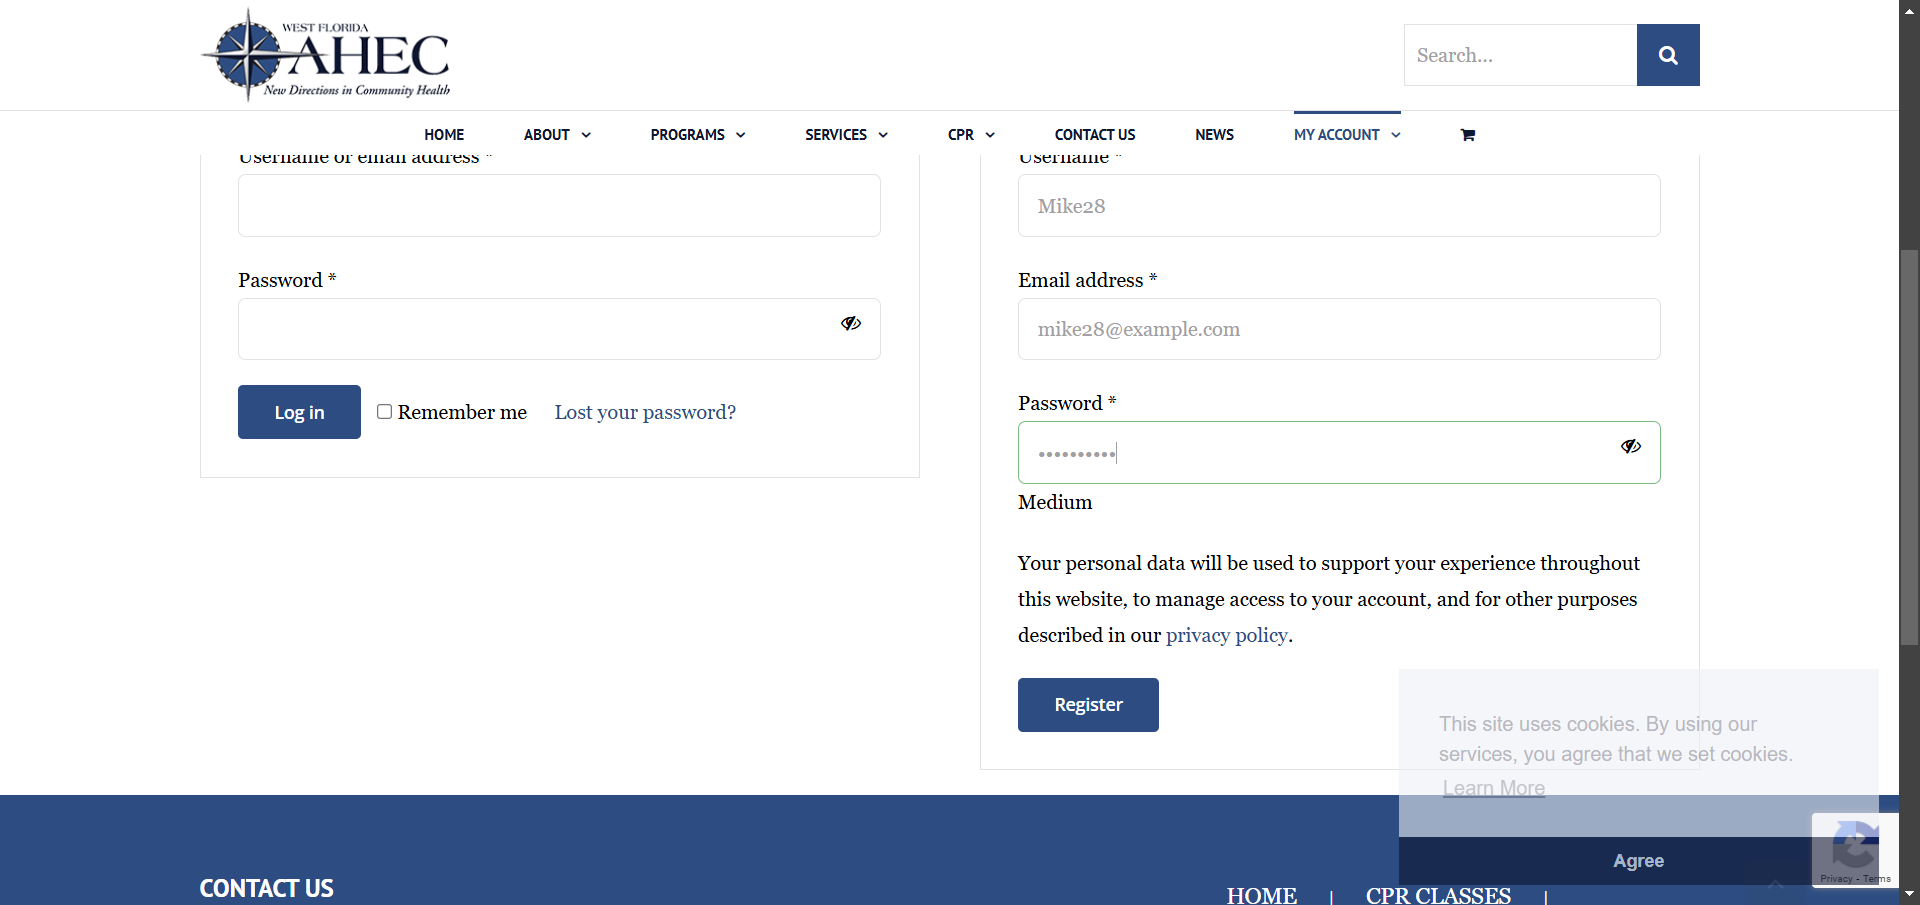 WEST FLORIDA
AHEC
New Directions in Community Health
Search...
HOME ABOUT PROGRAMS SERVICES CPR CONTACT US NEWS MY ACCOUNT
Username or email address *
Password *
Log in
Remember me
Lost your password?
Username *
Mike28
Email address *
mike28@example.com
Password *
••••••••••
Medium
Your personal data will be used to support your experience throughout
this website, to manage access to your account, and for other purposes
described in our privacy policy.
Register
This site uses cookies. By using our
services, you agree that we set cookies.
Learn More
Agree
Privacy - Terms
CONTACT US
HOME | CPR CLASSES |